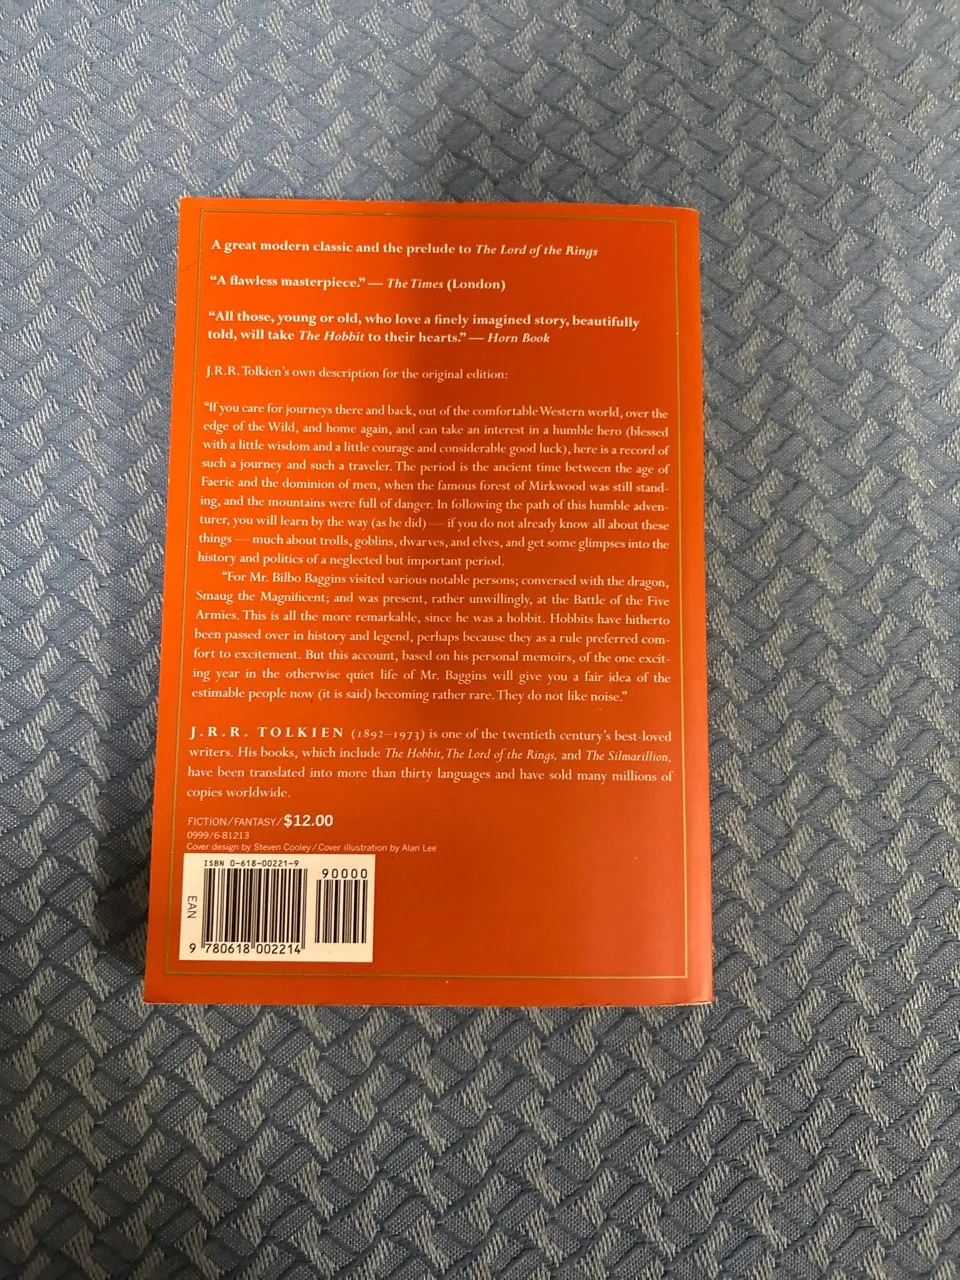 A great modern classic and the prelude to The Lord of the Rings
“A flawless masterpiece.” — The Times (London)
“All those, young or old, who love a finely imagined story, beautifully
told, will take The Hobbit to their hearts.” — Horn Book
J.R.R. Tolkien’s own description for the original edition:
“If you care for journeys there and back, out of the comfortable Western world, over the
edge of the Wild, and home again, and can take an interest in a humble hero (blessed
with a little wisdom and a little courage and considerable good luck), here is a record of
such a journey and such a traveler. The period is the ancient time between the age of
Faerie and the dominion of men, when the famous forest of Mirkwood was still stand-
ing, and the mountains were full of danger. In following the path of this humble adven-
turer, you will learn by the way (as he did) — if you do not already know all about these
things — much about trolls, goblins, dwarves, and elves, and get some glimpses into the
history and politics of a neglected but important period.
“For Mr. Bilbo Baggins visited various notable persons; conversed with the dragon,
Smaug the Magnificent; and was present, rather unwillingly, at the Battle of the Five
Armies. This is all the more remarkable, since he was a hobbit. Hobbits have hitherto
been passed over in history and legend, perhaps because they as a rule preferred com-
fort to excitement. But this account, based on his personal memoirs, of the one excit-
ing year in the otherwise quiet life of Mr. Baggins will give you a fair idea of the
estimable people now (it is said) becoming rather rare. They do not like noise.”
J.R.R. TOLKIEN (1892–1973) is one of the twentieth century’s best-loved
writers. His books, which include The Hobbit, The Lord of the Rings, and The Silmarillion,
have been translated into more than thirty languages and have sold many millions of
copies worldwide.
FICTION/FANTASY/$12.00
0999/6-81213
Cover design by Steven Cooley/Cover illustration by Alan Lee
ISBN 0-618-00221-9
90000
EAN
9 780618 002214